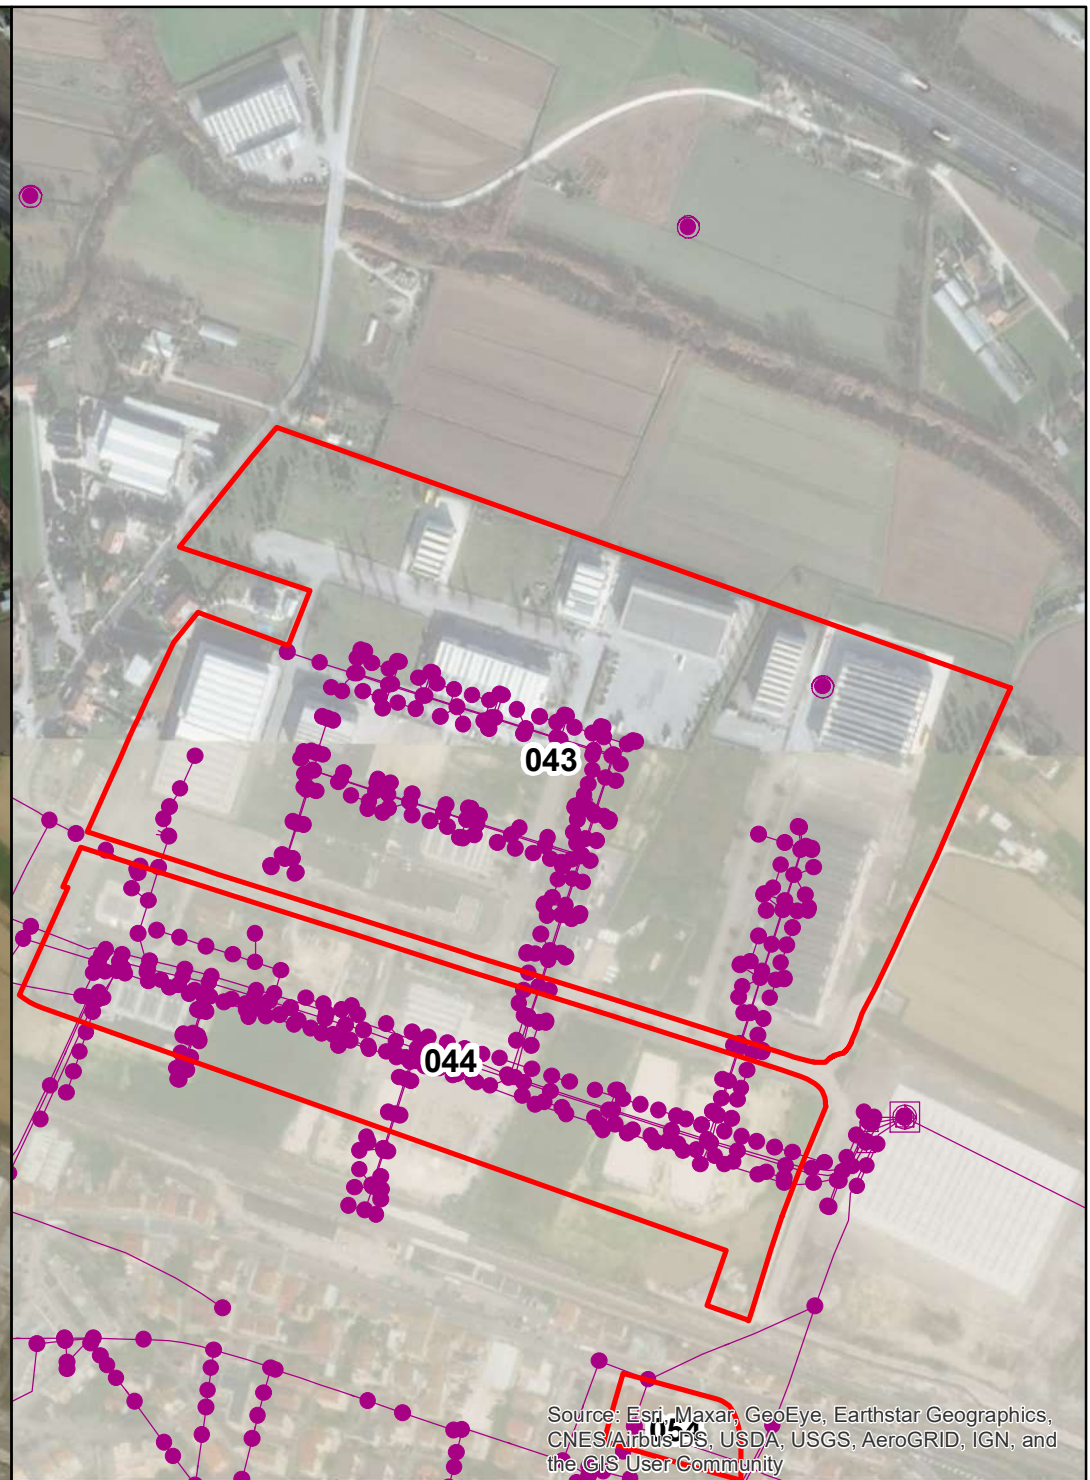 043
044
054
Source: Esri, Maxar, GeoEye, Earthstar Geographics,
CNES/Airbus DS, USDA, USGS, AeroGRID, IGN, and
the GIS User Community